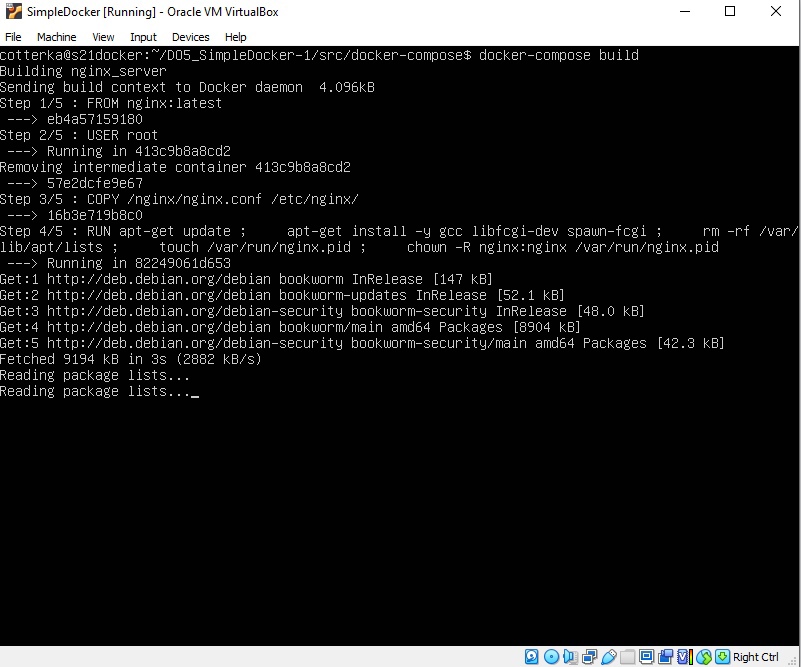 SimpleDocker [Running] - Oracle VM VirtualBox
File Machine View Input Devices Help
cotterka@s21docker:~/DO5_SimpleDocker-1/src/docker-compose$ docker-compose build
Building nginx_server
Sending build context to Docker daemon  4.096kB
Step 1/5 : FROM nginx:latest
 ---> eb4a57159180
Step 2/5 : USER root
 ---> Running in 413c9b8a8cd2
Removing intermediate container 413c9b8a8cd2
 ---> 57e2dcfe9e67
Step 3/5 : COPY /nginx/nginx.conf /etc/nginx/
 ---> 16b3e719b8c0
Step 4/5 : RUN apt-get update ;     apt-get install -y gcc libfcgi-dev spawn-fcgi ;     rm -rf /var/
lib/apt/lists ;     touch /var/run/nginx.pid ;     chown -R nginx:nginx /var/run/nginx.pid
 ---> Running in 82249061d653
Get:1 http://deb.debian.org/debian bookworm InRelease [147 kB]
Get:2 http://deb.debian.org/debian bookworm-updates InRelease [52.1 kB]
Get:3 http://deb.debian.org/debian-security bookworm-security InRelease [48.0 kB]
Get:4 http://deb.debian.org/debian bookworm/main amd64 Packages [8904 kB]
Get:5 http://deb.debian.org/debian-security bookworm-security/main amd64 Packages [42.3 kB]
Fetched 9194 kB in 3s (2882 kB/s)
Reading package lists...
Reading package lists..._
Right Ctrl